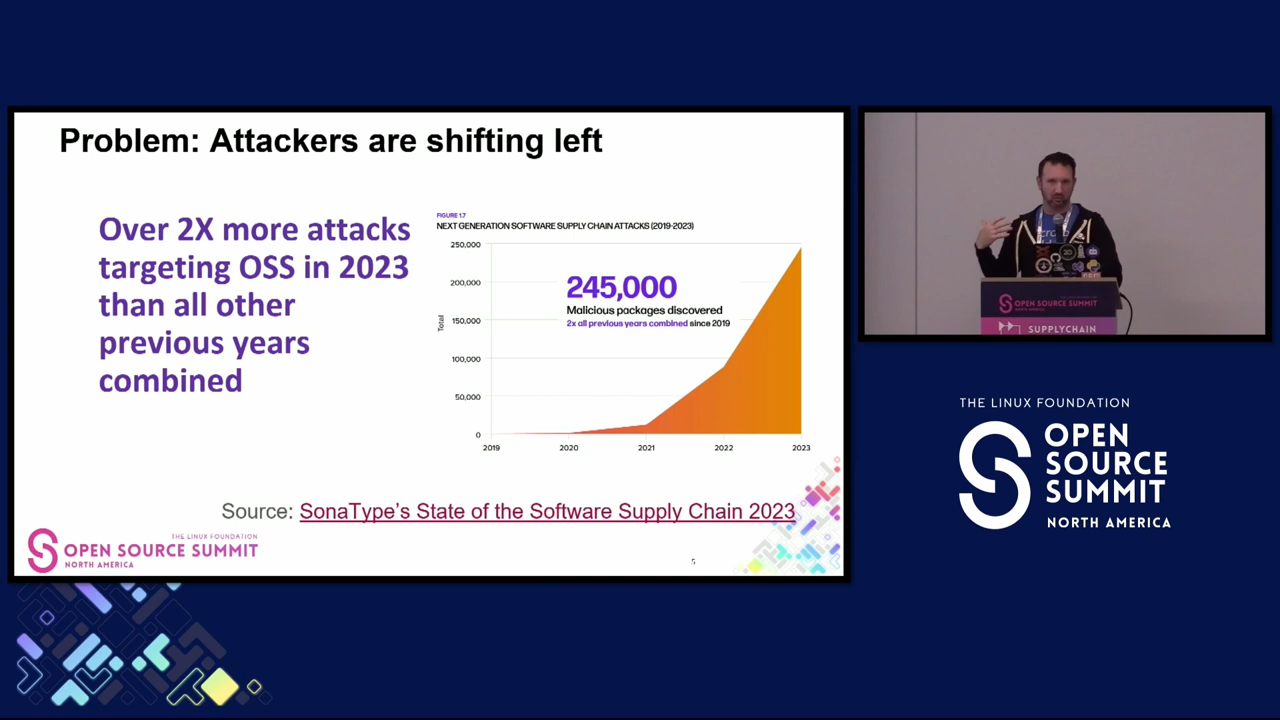 Problem: Attackers are shifting left
Over 2X more attacks
targeting OSS in 2023
than all other
previous years
combined
FIGURE 1.7
NEXT GENERATION SOFTWARE SUPPLY CHAIN ATTACKS (2019-2023)
250,000
200,000
150,000
100,000
50,000
0
Total
245,000
Malicious packages discovered
2x all previous years combined since 2019
2019 2020 2021 2022 2023
Source: SonaType's State of the Software Supply Chain 2023
THE LINUX FOUNDATION
OPEN SOURCE SUMMIT
NORTH AMERICA
5
OPEN SOURCE SUMMIT
NORTH AMERICA
SUPPLYCHAIN
THE LINUX FOUNDATION
OPEN
SOURCE
SUMMIT
NORTH AMERICA